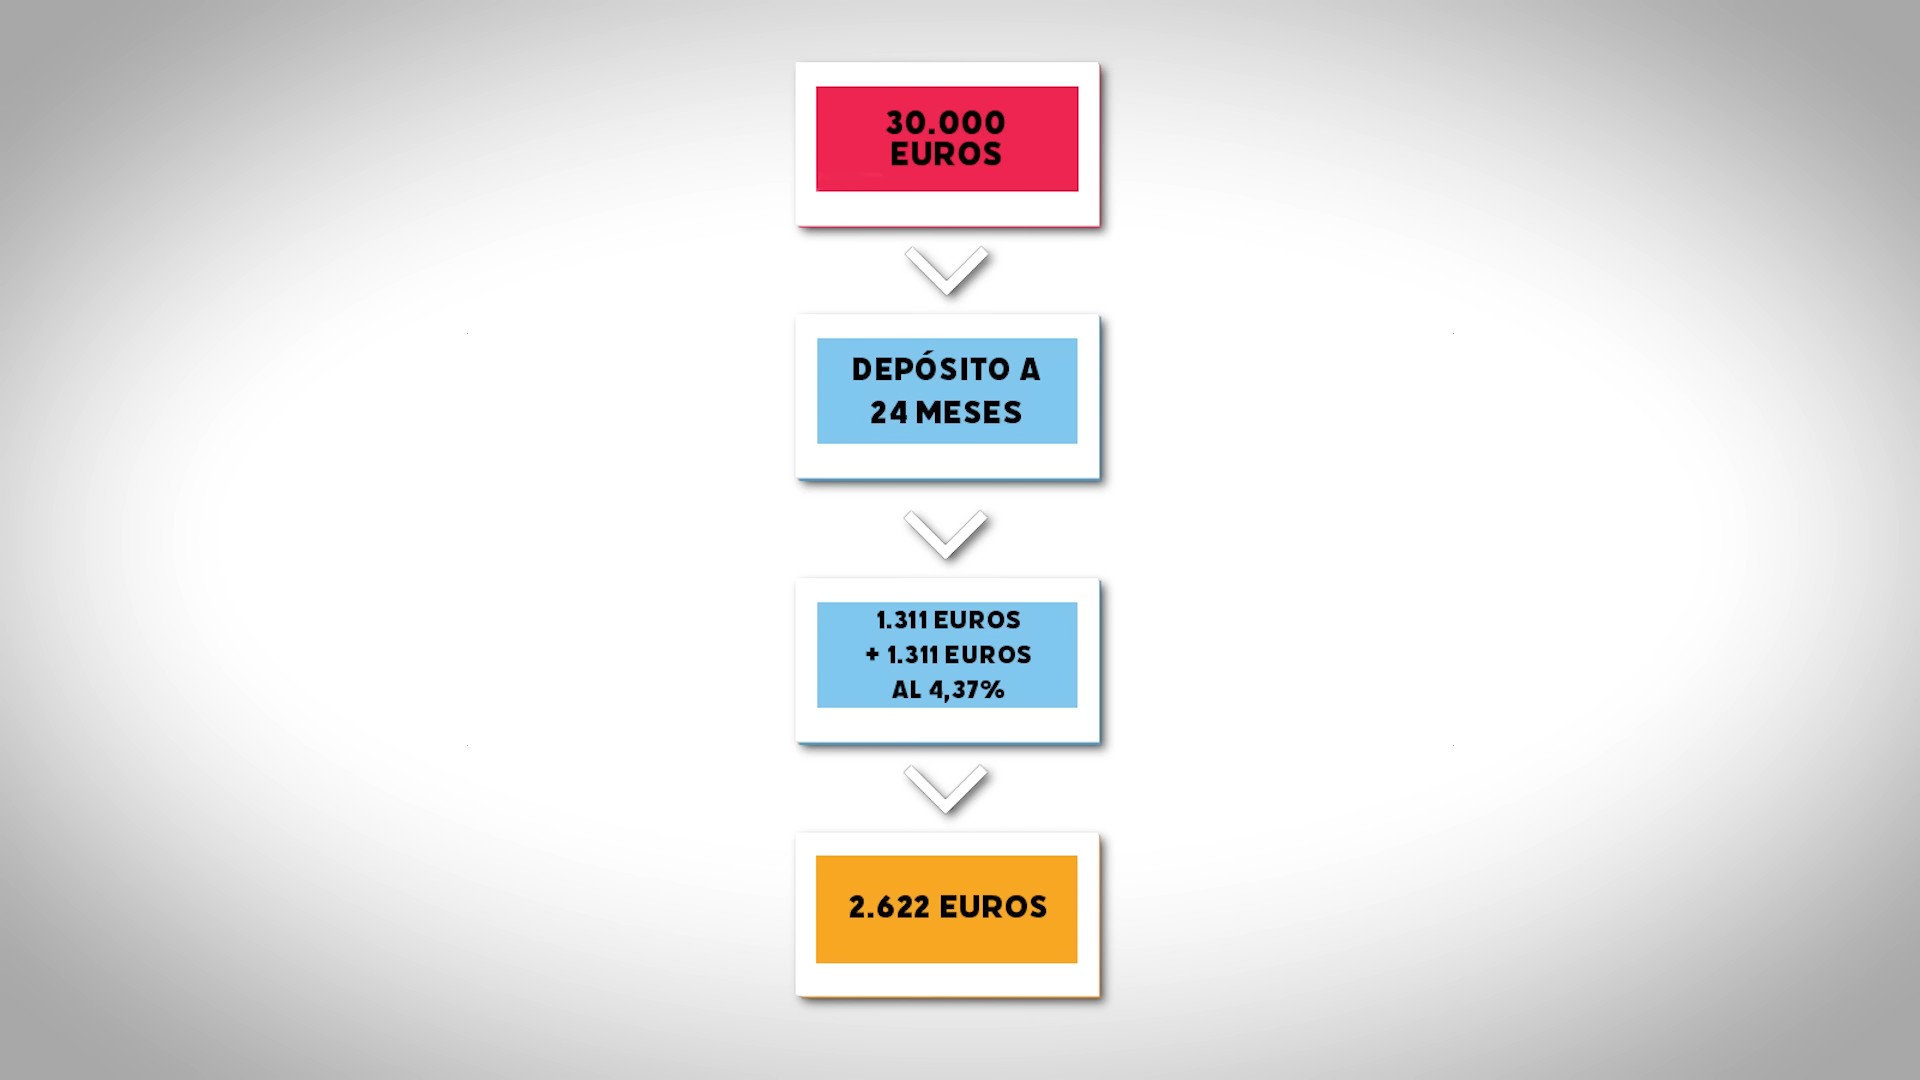 30.000
EUROS
DEPÓSITO A
24 MESES
1.311 EUROS
+ 1.311 EUROS
AL 4,37%
2.622 EUROS